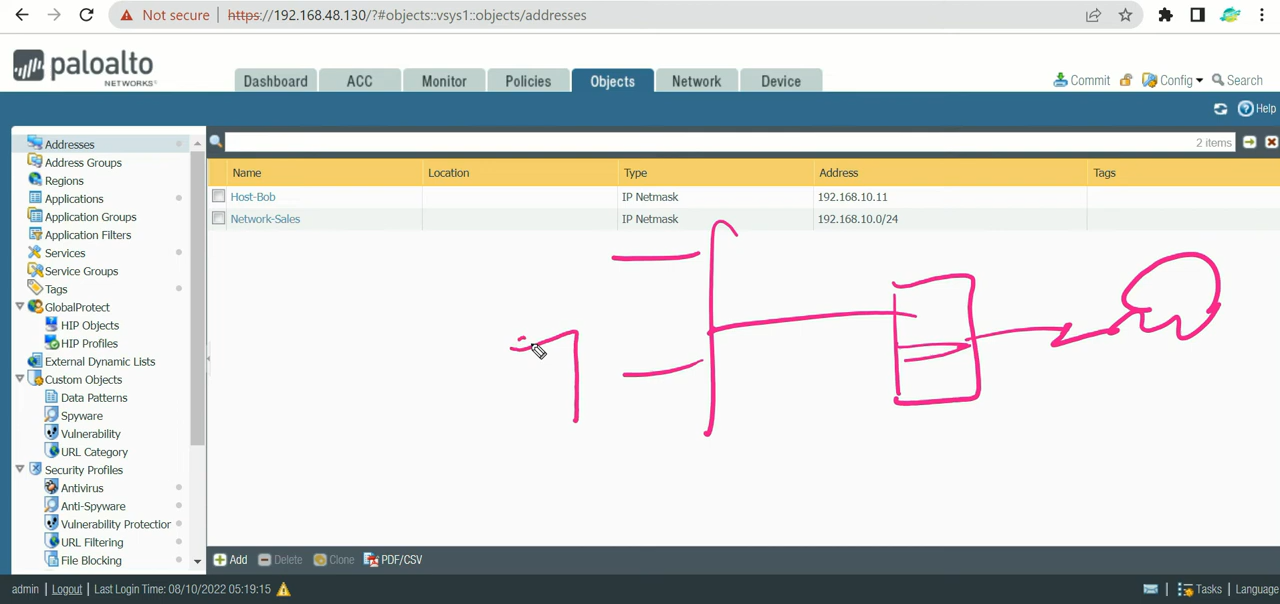 Not secure https://192.168.48.130/?#objects::vsys1::objects/addresses
paloalto
NETWORKS
Dashboard ACC Monitor Policies Objects Network Device
Commit Config Search
Help
Addresses
Address Groups
Regions
Applications
Application Groups
Application Filters
Services
Service Groups
Tags
GlobalProtect
HIP Objects
HIP Profiles
External Dynamic Lists
Custom Objects
Data Patterns
Spyware
Vulnerability
URL Category
Security Profiles
Antivirus
Anti-Spyware
Vulnerability Protection
URL Filtering
File Blocking
2 items
Name Location Type Address Tags
Host-Bob IP Netmask 192.168.10.11
Network-Sales IP Netmask 192.168.10.0/24
Add Delete Clone PDF/CSV
admin | Logout | Last Login Time: 08/10/2022 05:19:15 | Tasks | Language